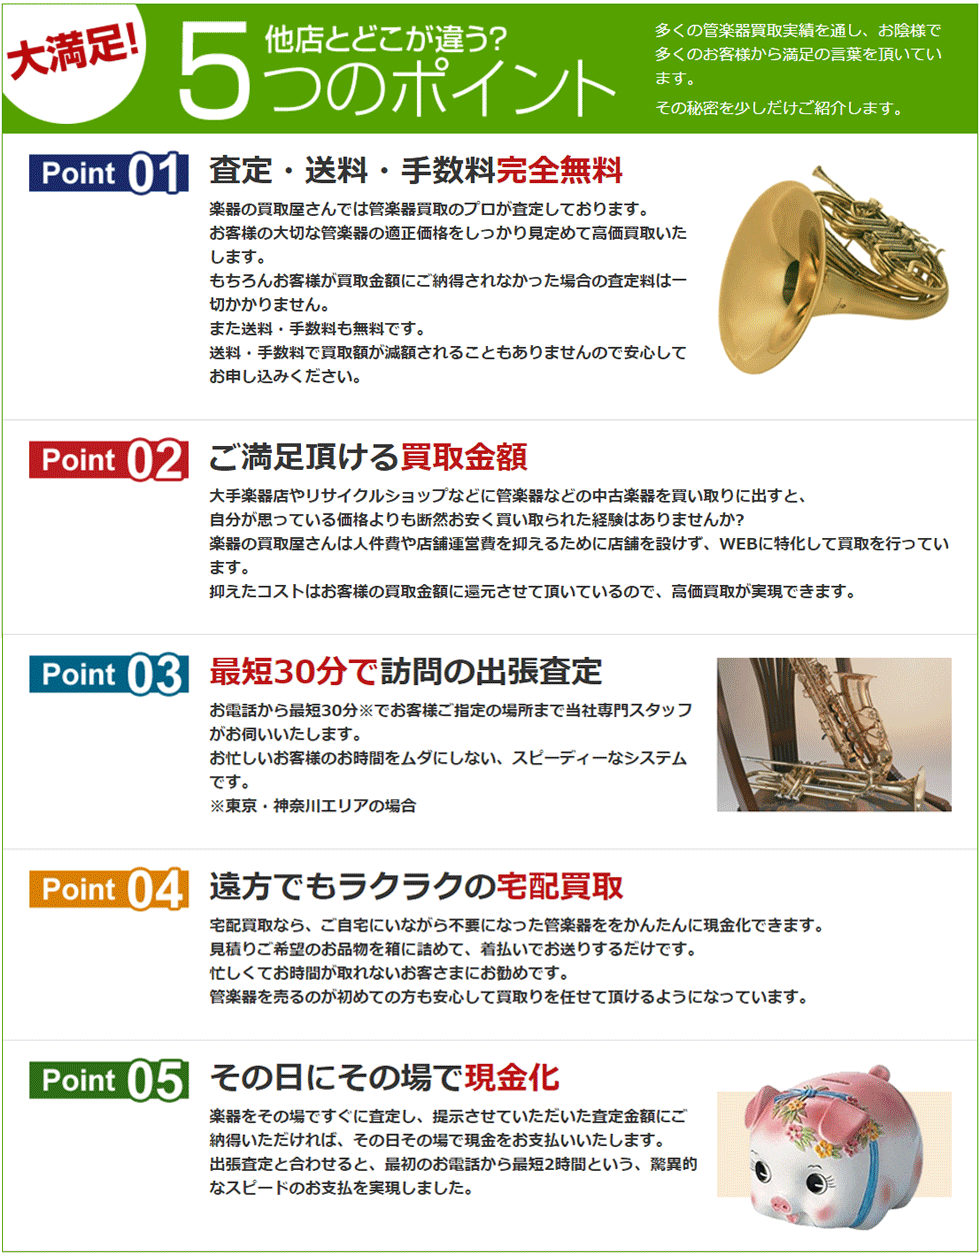 大満足!
他店とどこが違う?
5つのポイント
多くの管楽器買取実績を通し、お陰様で
多くのお客様から満足の言葉を頂いてい
ます。
その秘密を少しだけご紹介します。
Point 01
査定・送料・手数料完全無料
楽器の買取屋さんでは管楽器買取のプロが査定しております。
お客様の大切な管楽器の適正価格をしっかり見定めて高価買取いた
します。
もちろんお客様が買取金額にご納得されなかった場合の査定料は一
切かかりません。
また送料・手数料も無料です。
送料・手数料で買取額が減額されることもありませんので安心して
お申し込みください。
Point 02
ご満足頂ける買取金額
大手楽器店やリサイクルショップなどに管楽器などの中古楽器を買い取りに出すと、
自分が思っている価格よりも断然お安く買い取られた経験はありませんか?
楽器の買取屋さんは人件費や店舗運営費を抑えるために店舗を設けず、WEBに特化して買取を行ってい
ます。
抑えたコストはお客様の買取金額に還元させて頂いているので、高価買取が実現できます。
Point 03
最短30分で訪問の出張査定
お電話から最短30分※でお客様ご指定の場所まで当社専門スタッフ
がお伺いいたします。
お忙しいお客様のお時間をムダにしない、スピーディーなシステム
です。
※東京・神奈川エリアの場合
Point 04
遠方でもラクラクの宅配買取
宅配買取なら、ご自宅にいながら不要になった管楽器ををかんたんに現金化できます。
見積りご希望のお品物を箱に詰めて、着払いでお送りするだけです。
忙しくてお時間が取れないお客さまにお勧めです。
管楽器を売るのが初めての方も安心して買取りを任せて頂けるようになっています。
Point 05
その日にその場で現金化
楽器をその場ですぐに査定し、提示させていただいた査定金額にご
納得いただければ、その日その場で現金をお支払いいたします。
出張査定と合わせると、最初のお電話から最短2時間という、驚異的
なスピードのお支払を実現しました。